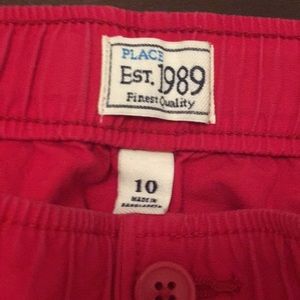 PLACE
EST. 1989
Finest Quality
10
MADE IN
BANGLADESH